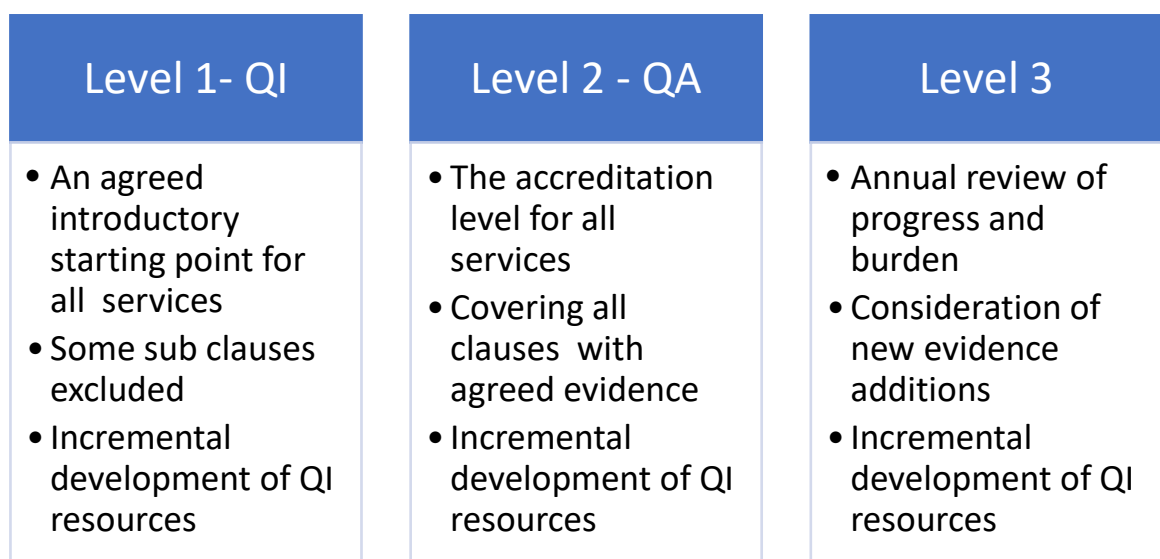 Level 1- QI
• An agreed
introductory
starting point for
all services
• Some sub clauses
excluded
• Incremental
development of QI
resources
Level 2 - QA
• The accreditation
level for all
services
• Covering all
clauses with
agreed evidence
• Incremental
development of QI
resources
Level 3
• Annual review of
progress and
burden
• Consideration of
new evidence
additions
• Incremental
development of QI
resources